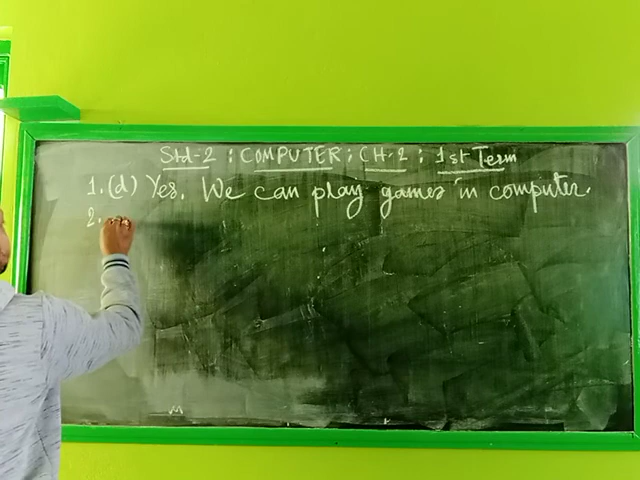 Std-2 : COMPUTER : CH-2 : 1st Term
1. (d) Yes. We can play games in computer.
2.